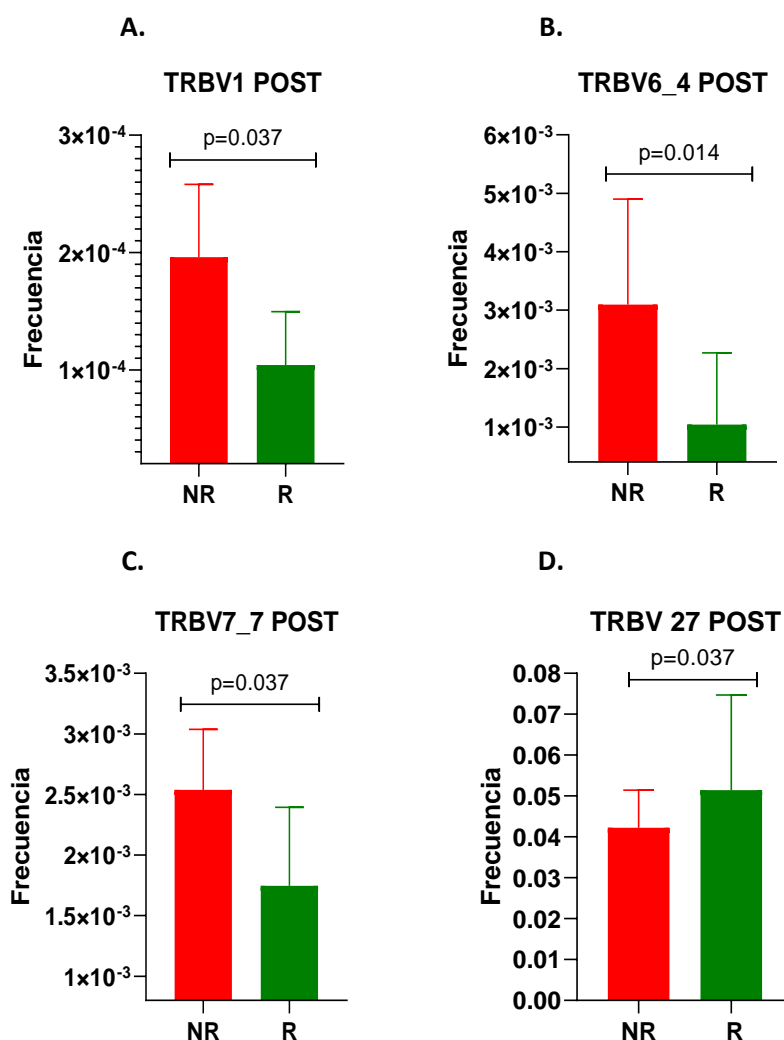 A.
TRBV1 POST
3×10⁻⁴
p=0.037
2×10⁻⁴
1×10⁻⁴
Frecuencia
NR R
B.
TRBV6_4 POST
6×10⁻³
p=0.014
5×10⁻³
4×10⁻³
3×10⁻³
2×10⁻³
1×10⁻³
Frecuencia
NR R
C.
TRBV7_7 POST
3.5×10⁻³
p=0.037
3×10⁻³
2.5×10⁻³
2×10⁻³
1.5×10⁻³
1×10⁻³
Frecuencia
NR R
D.
TRBV 27 POST
0.08
p=0.037
0.07
0.06
0.05
0.04
0.03
0.02
0.01
0.00
Frecuencia
NR R